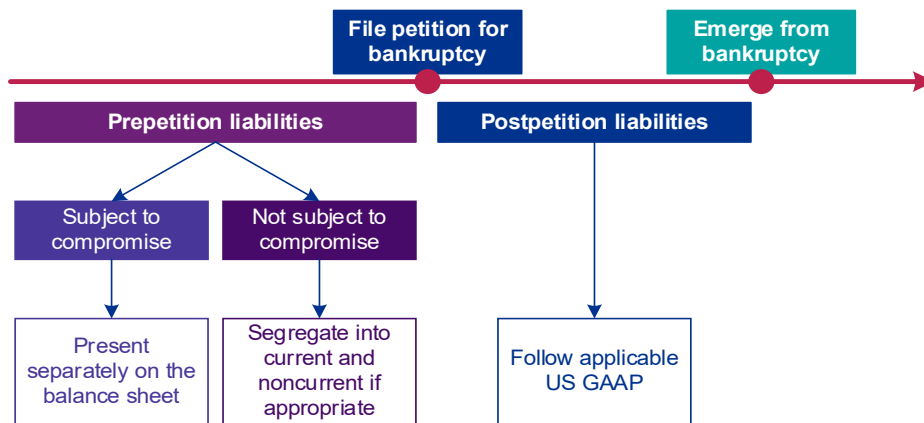 File petition for
bankruptcy
Emerge from
bankruptcy
Prepetition liabilities
Postpetition liabilities
Subject to
compromise
Not subject to
compromise
Present
separately on the
balance sheet
Segregate into
current and
noncurrent if
appropriate
Follow applicable
US GAAP